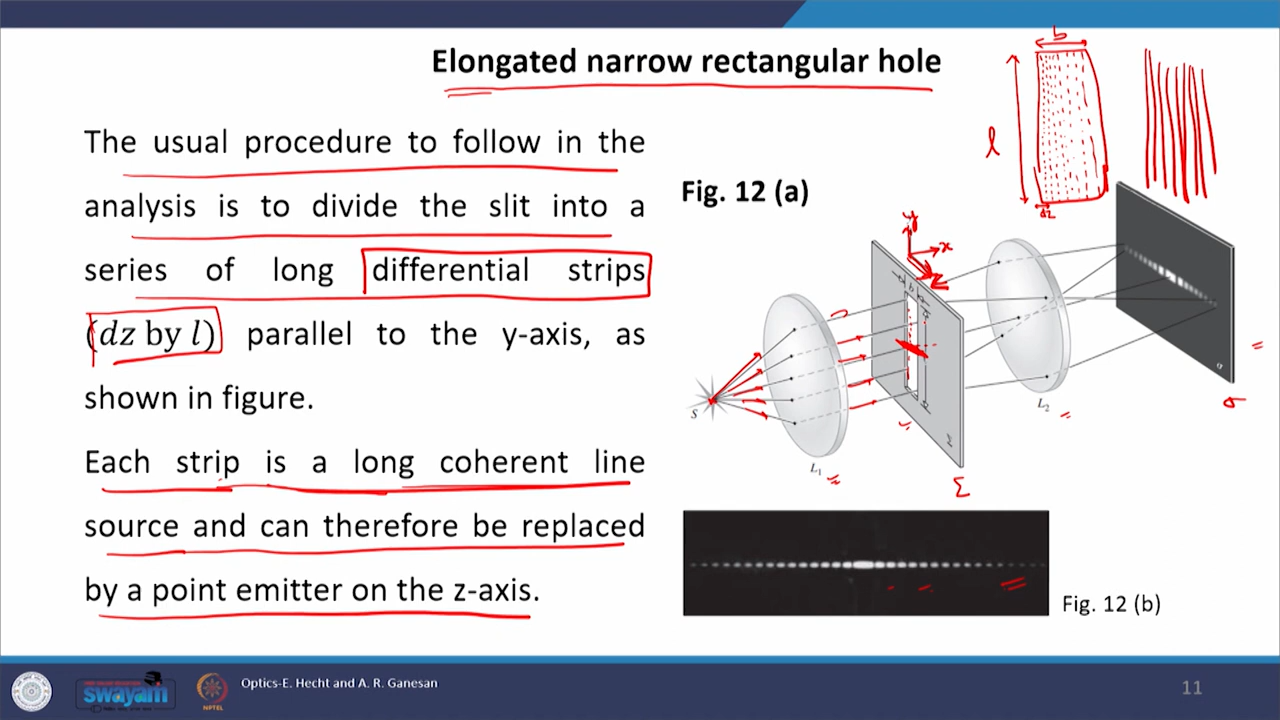 Elongated narrow rectangular hole
b
l
dz
The usual procedure to follow in the
analysis is to divide the slit into a
series of long differential strips
(dz by l) parallel to the y-axis, as
shown in figure.
Each strip is a long coherent line
source and can therefore be replaced
by a point emitter on the z-axis.
Fig. 12 (a)
y
x
z
b
S
L1
Σ
Σ
L2
σ
σ
Fig. 12 (b)
swayam
NPTEL
Optics-E. Hecht and A. R. Ganesan
11